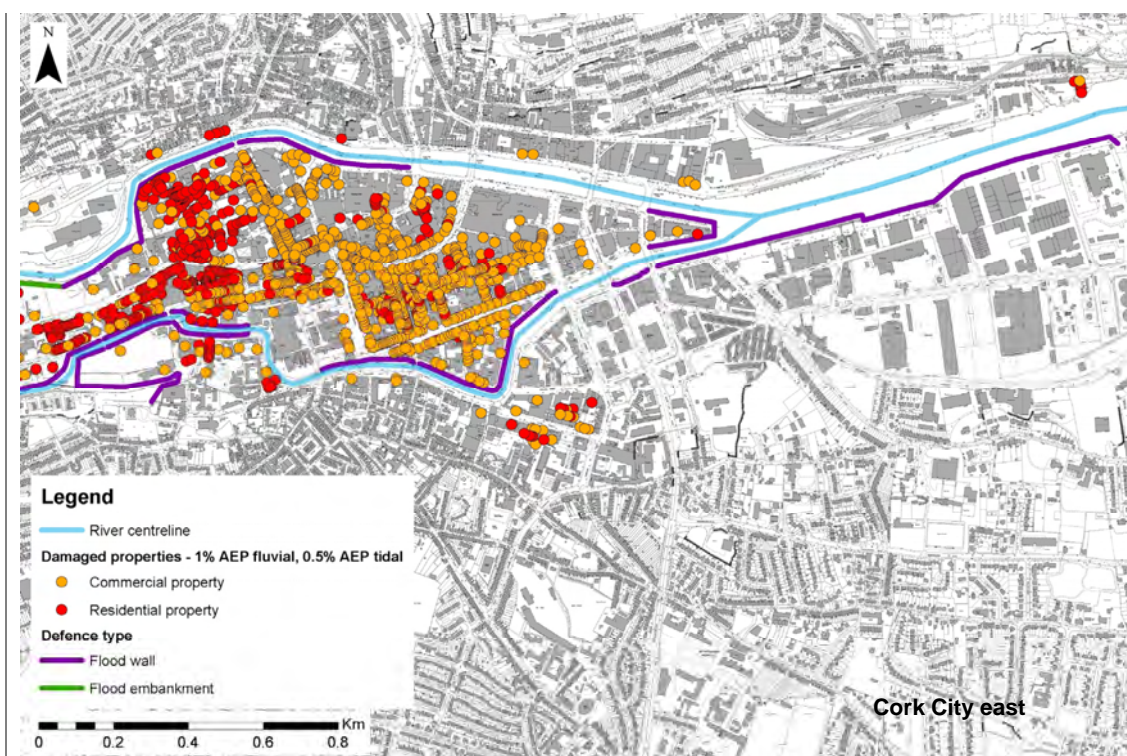 N
Legend
River centreline
Damaged properties - 1% AEP fluvial, 0.5% AEP tidal
Commercial property
Residential property
Defence type
Flood wall
Flood embankment
Km
0 0.2 0.4 0.6 0.8
Cork City east